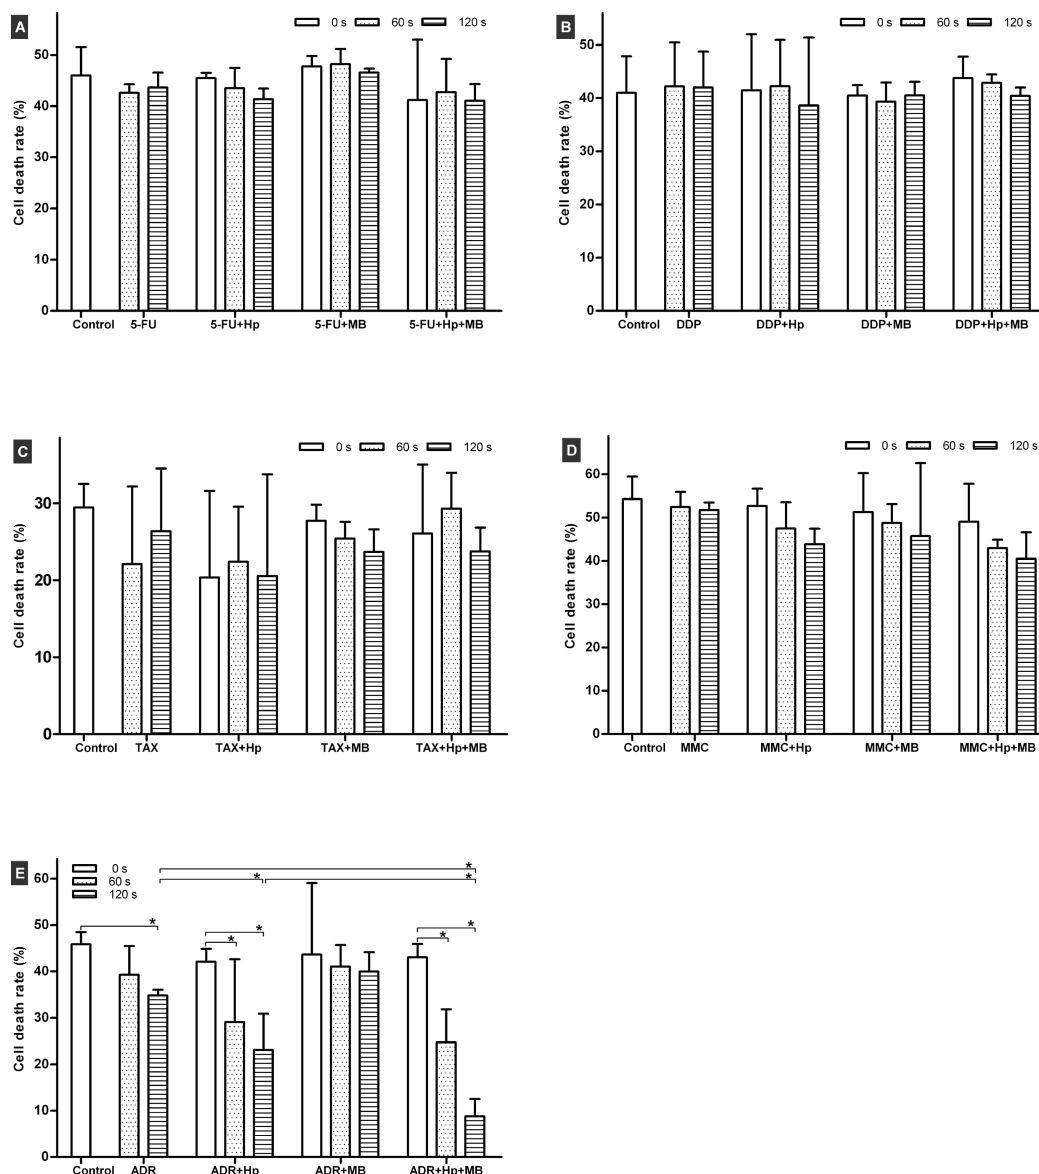 A
0 s 60 s 120 s
Cell death rate (%)
50
40
30
20
10
0
Control 5-FU 5-FU+Hp 5-FU+MB 5-FU+Hp+MB
B
0 s 60 s 120 s
Cell death rate (%)
50
40
30
20
10
0
Control DDP DDP+Hp DDP+MB DDP+Hp+MB
C
0 s 60 s 120 s
Cell death rate (%)
30
20
10
0
Control TAX TAX+Hp TAX+MB TAX+Hp+MB
D
0 s 60 s 120 s
Cell death rate (%)
60
50
40
30
20
10
0
Control MMC MMC+Hp MMC+MB MMC+Hp+MB
E
0 s
60 s
120 s
Cell death rate (%)
60
50
40
30
20
10
0
*
* *
* * *
* *
Control ADR ADR+Hp ADR+MB ADR+Hp+MB